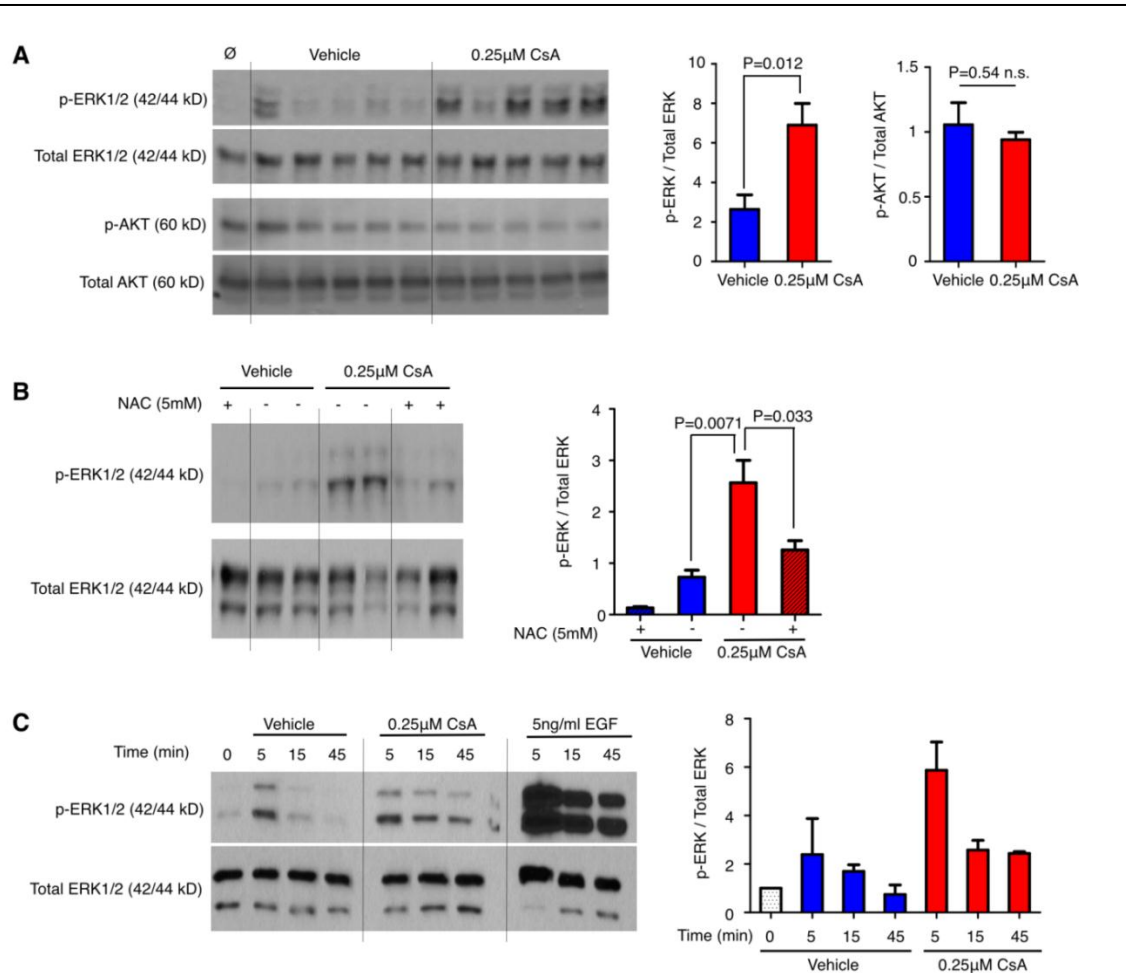 A
Ø Vehicle 0.25µM CsA
p-ERK1/2 (42/44 kD)
Total ERK1/2 (42/44 kD)
p-AKT (60 kD)
Total AKT (60 kD)
p-ERK / Total ERK
10
8
6
4
2
0
P=0.012
Vehicle 0.25µM CsA
p-AKT / Total AKT
1.5
1
0.5
0
P=0.54 n.s.
Vehicle 0.25µM CsA
B
Vehicle 0.25µM CsA
NAC (5mM) + - - - - + +
p-ERK1/2 (42/44 kD)
Total ERK1/2 (42/44 kD)
p-ERK / Total ERK
4
3
2
1
0
P=0.0071 P=0.033
NAC (5mM) + - - +
Vehicle 0.25µM CsA
C
Vehicle 0.25µM CsA 5ng/ml EGF
Time (min) 0 5 15 45 5 15 45 5 15 45
p-ERK1/2 (42/44 kD)
Total ERK1/2 (42/44 kD)
p-ERK / Total ERK
8
6
4
2
0
Time (min) 0 5 15 45 5 15 45
Vehicle 0.25µM CsA